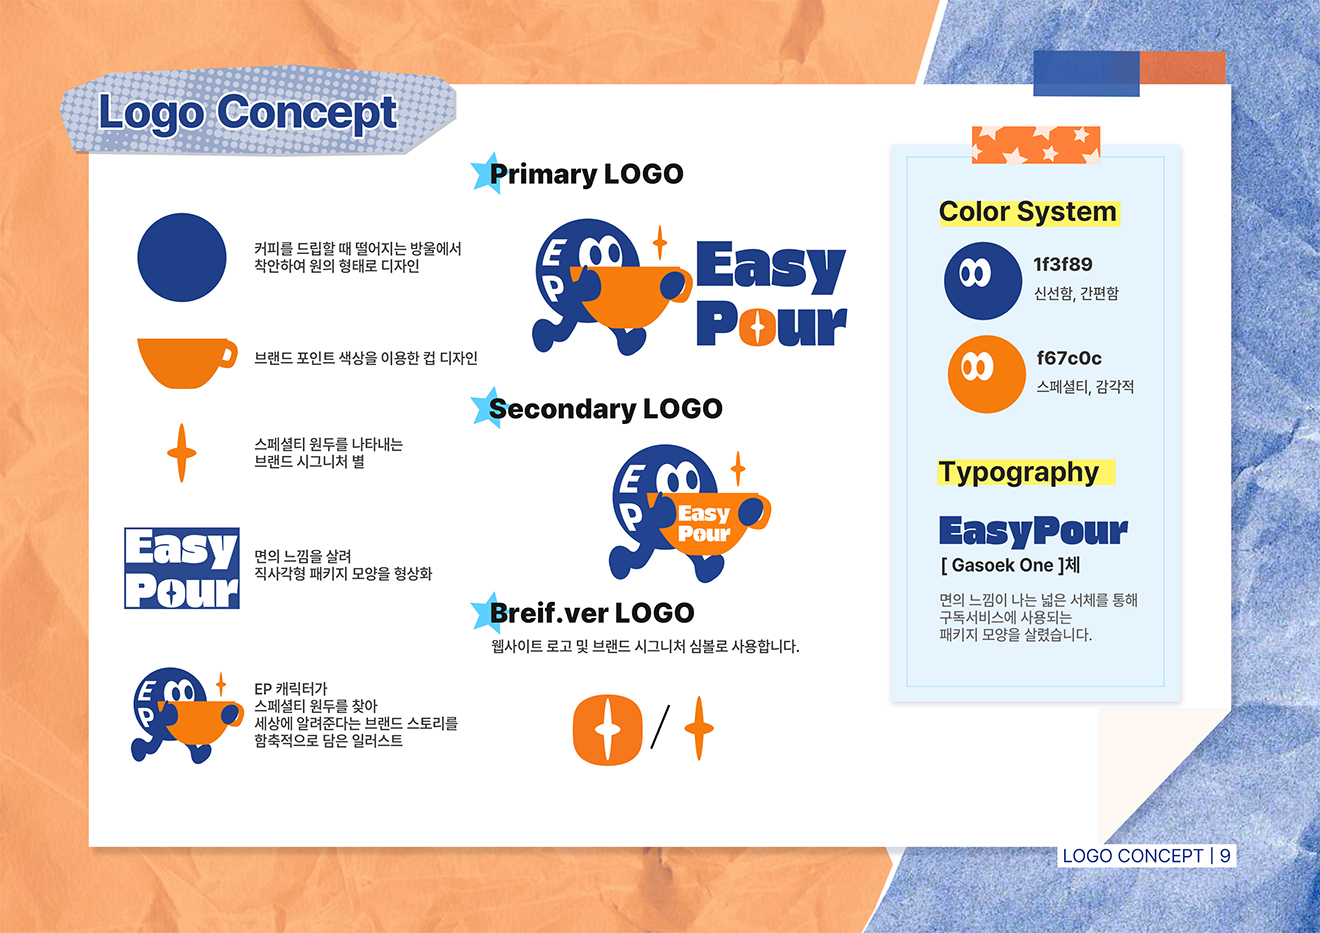 Logo Concept
커피를 드립할 때 떨어지는 방울에서
착안하여 원의 형태로 디자인
브랜드 포인트 색상을 이용한 컵 디자인
스페셜티 원두를 나타내는
브랜드 시그니처 별
Easy
Pour
면의 느낌을 살려
직사각형 패키지 모양을 형상화
E
P
EP 캐릭터가
스페셜티 원두를 찾아
세상에 알려준다는 브랜드 스토리를
함축적으로 담은 일러스트
Primary LOGO
E
P
Easy
Pour
Secondary LOGO
E
P
Easy
Pour
Breif.ver LOGO
웹사이트 로고 및 브랜드 시그니처 심볼로 사용합니다.
/
Color System
1f3f89
신선함, 간편함
f67c0c
스페셜티, 감각적
Typography
EasyPour
[ Gasoek One ]체
면의 느낌이 나는 넓은 서체를 통해
구독서비스에 사용되는
패키지 모양을 살렸습니다.
LOGO CONCEPT | 9